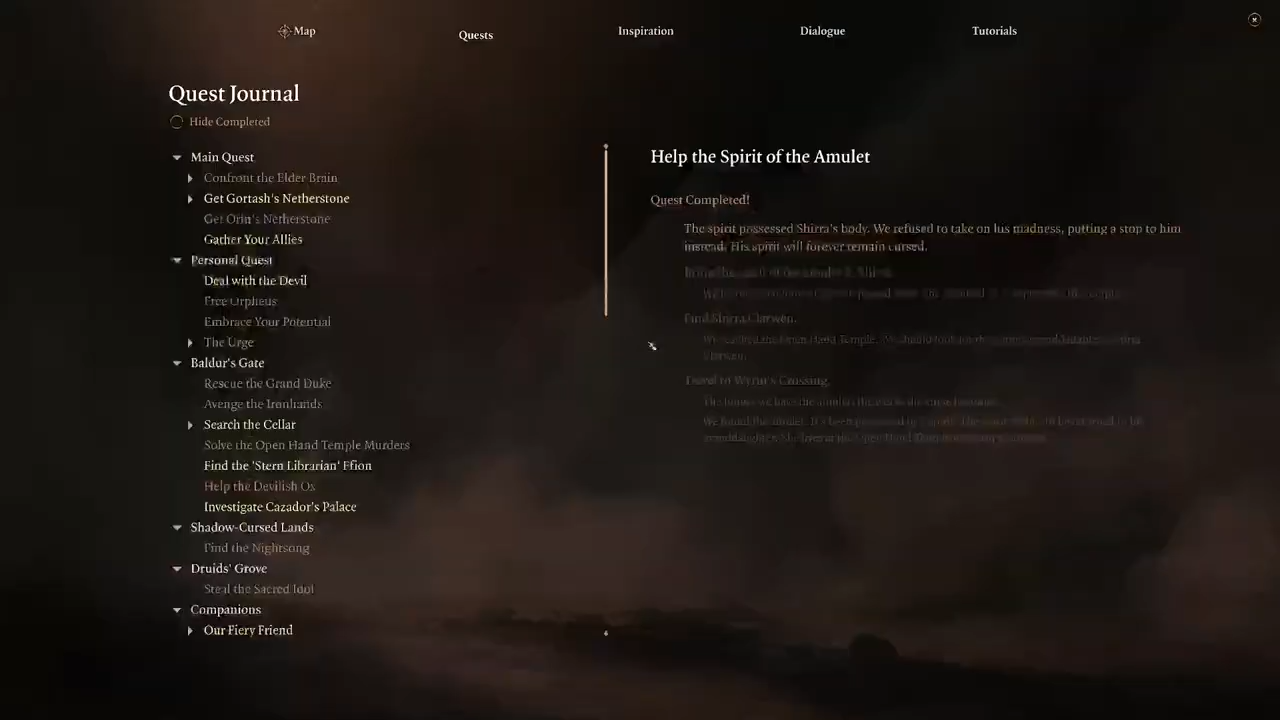 Map
Quests
Inspiration
Dialogue
Tutorials
Quest Journal
Hide Completed
Main Quest
Confront the Elder Brain
Get Gortash's Netherstone
Get Orin's Netherstone
Gather Your Allies
Personal Quest
Deal with the Devil
Free Orpheus
Embrace Your Potential
The Urge
Baldur's Gate
Rescue the Grand Duke
Avenge the Ironhands
Search the Cellar
Solve the Open Hand Temple Murders
Find the 'Stern Librarian' Ffion
Help the Devilish Ox
Investigate Cazador's Palace
Shadow-Cursed Lands
Find the Nightsong
Druids' Grove
Steal the Sacred Idol
Companions
Our Fiery Friend
Help the Spirit of the Amulet
Quest Completed!
The spirit possessed Shirra's body. We refused to take on his madness, putting a stop to him
instead. His spirit will forever remain cursed.
Find Shirra Clarwen.
Travel to Wyrm's Crossing.